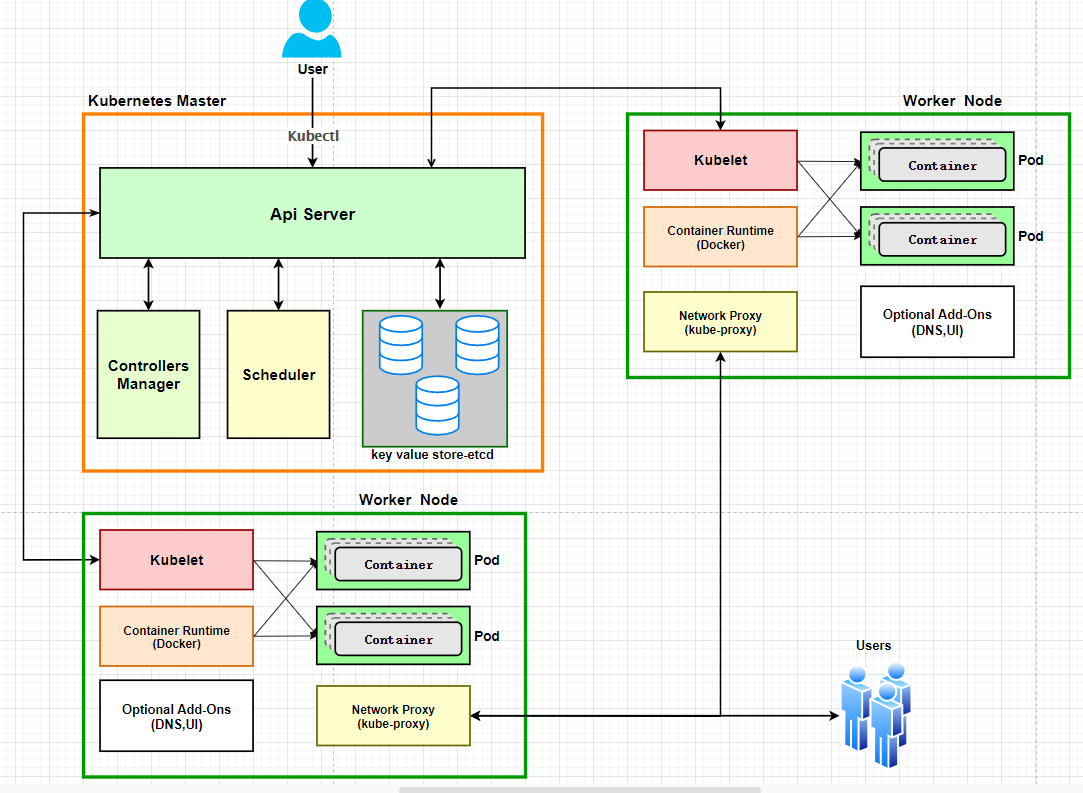 User
Kubernetes Master
Kubectl
Api Server
Controllers
Manager
Scheduler
key value store-etcd
Worker Node
Kubelet
Container
Pod
Container Runtime
(Docker)
Container
Pod
Network Proxy
(kube-proxy)
Optional Add-Ons
(DNS,UI)
Worker Node
Kubelet
Container
Pod
Container Runtime
(Docker)
Container
Pod
Optional Add-Ons
(DNS,UI)
Network Proxy
(kube-proxy)
Users